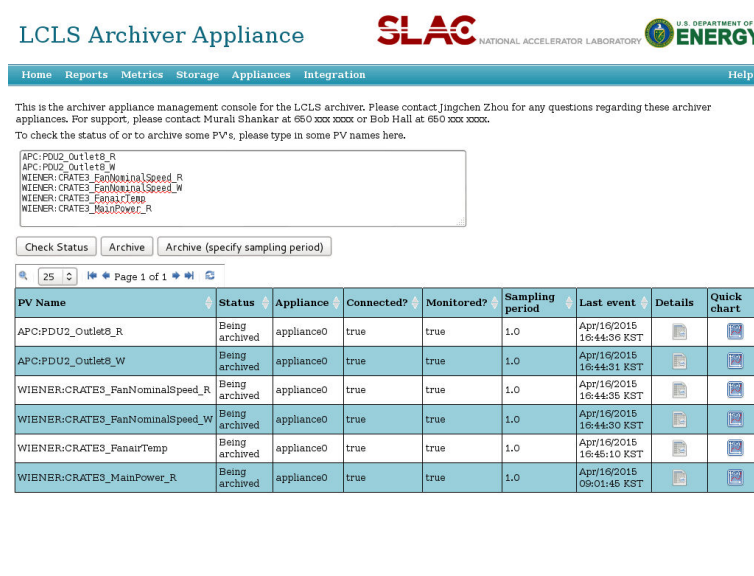 LCLS Archiver Appliance
SLAC NATIONAL ACCELERATOR LABORATORY
U.S. DEPARTMENT OF
ENERGY
Home Reports Metrics Storage Appliances Integration Help
This is the archiver appliance management console for the LCLS archiver. Please contact Jingchen Zhou for any questions regarding these archiver
appliances. For support, please contact Murali Shankar at 650 xxx xxxx or Bob Hall at 650 xxx xxxx.
To check the status of or to archive some PV's, please type in some PV names here.
APC:PDU2_Outlet8_R
APC:PDU2_Outlet8_W
WIENER:CRATE3_FanNominalSpeed_R
WIENER:CRATE3_FanNominalSpeed_W
WIENER:CRATE3_FanairTemp
WIENER:CRATE3_MainPower_R
Check Status Archive Archive (specify sampling period)
25 Page 1 of 1
PV Name Status Appliance Connected? Monitored? Sampling period Last event Details Quick chart
APC:PDU2_Outlet8_R Being archived appliance0 true true 1.0 Apr/16/2015 16:44:36 KST
APC:PDU2_Outlet8_W Being archived appliance0 true true 1.0 Apr/16/2015 16:44:31 KST
WIENER:CRATE3_FanNominalSpeed_R Being archived appliance0 true true 1.0 Apr/16/2015 16:44:35 KST
WIENER:CRATE3_FanNominalSpeed_W Being archived appliance0 true true 1.0 Apr/16/2015 16:44:30 KST
WIENER:CRATE3_FanairTemp Being archived appliance0 true true 1.0 Apr/16/2015 16:45:10 KST
WIENER:CRATE3_MainPower_R Being archived appliance0 true true 1.0 Apr/16/2015 09:01:45 KST